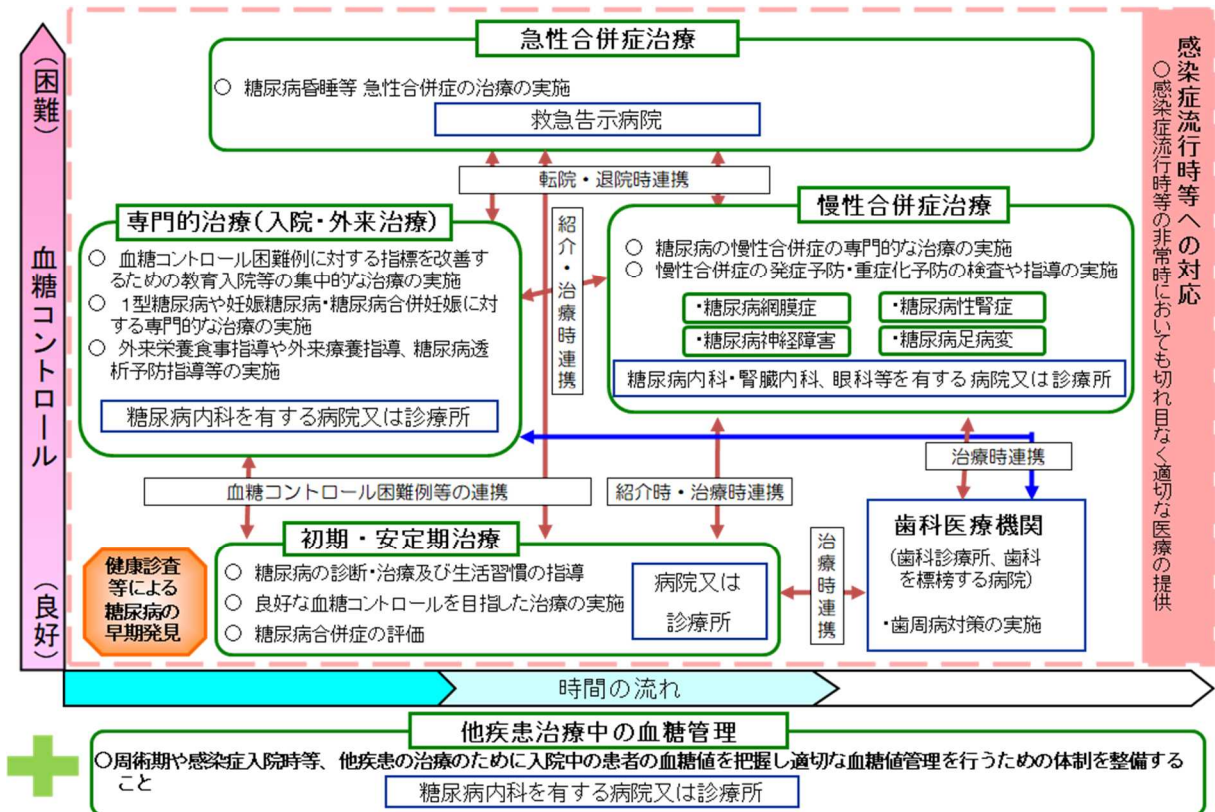 (困難)
血糖コントロール
(良好)
急性合併症治療
○ 糖尿病昏睡等 急性合併症の治療の実施
救急告示病院
転院・退院時連携
専門的治療(入院・外来治療)
○ 血糖コントロール困難例に対する指標を改善す
るための教育入院等の集中的な治療の実施
○ 1型糖尿病や妊娠糖尿病・糖尿病合併妊娠に対
する専門的な治療の実施
○ 外来栄養食事指導や外来療養指導、糖尿病透
析予防指導等の実施
糖尿病内科を有する病院又は診療所
紹介・治療時連携
慢性合併症治療
○ 糖尿病の慢性合併症の専門的な治療の実施
○ 慢性合併症の発症予防・重症化予防の検査や指導の実施
・糖尿病網膜症
・糖尿病性腎症
・糖尿病神経障害
・糖尿病足病変
糖尿病内科・腎臓内科、眼科等を有する病院又は診療所
血糖コントロール困難例等の連携
紹介時・治療時連携
治療時連携
健康診査
等による
糖尿病の
早期発見
初期・安定期治療
○ 糖尿病の診断・治療及び生活習慣の指導
○ 良好な血糖コントロールを目指した治療の実施
○ 糖尿病合併症の評価
病院又は
診療所
治療時連携
歯科医療機関
(歯科診療所、歯科
を標榜する病院)
・歯周病対策の実施
感染症流行時等への対応
○感染症流行時等の非常時においても切れ目なく適切な医療の提供
時間の流れ
他疾患治療中の血糖管理
○周術期や感染症入院時等、他疾患の治療のために入院中の患者の血糖値を把握し適切な血糖値管理を行うための体制を整備する
こと
糖尿病内科を有する病院又は診療所